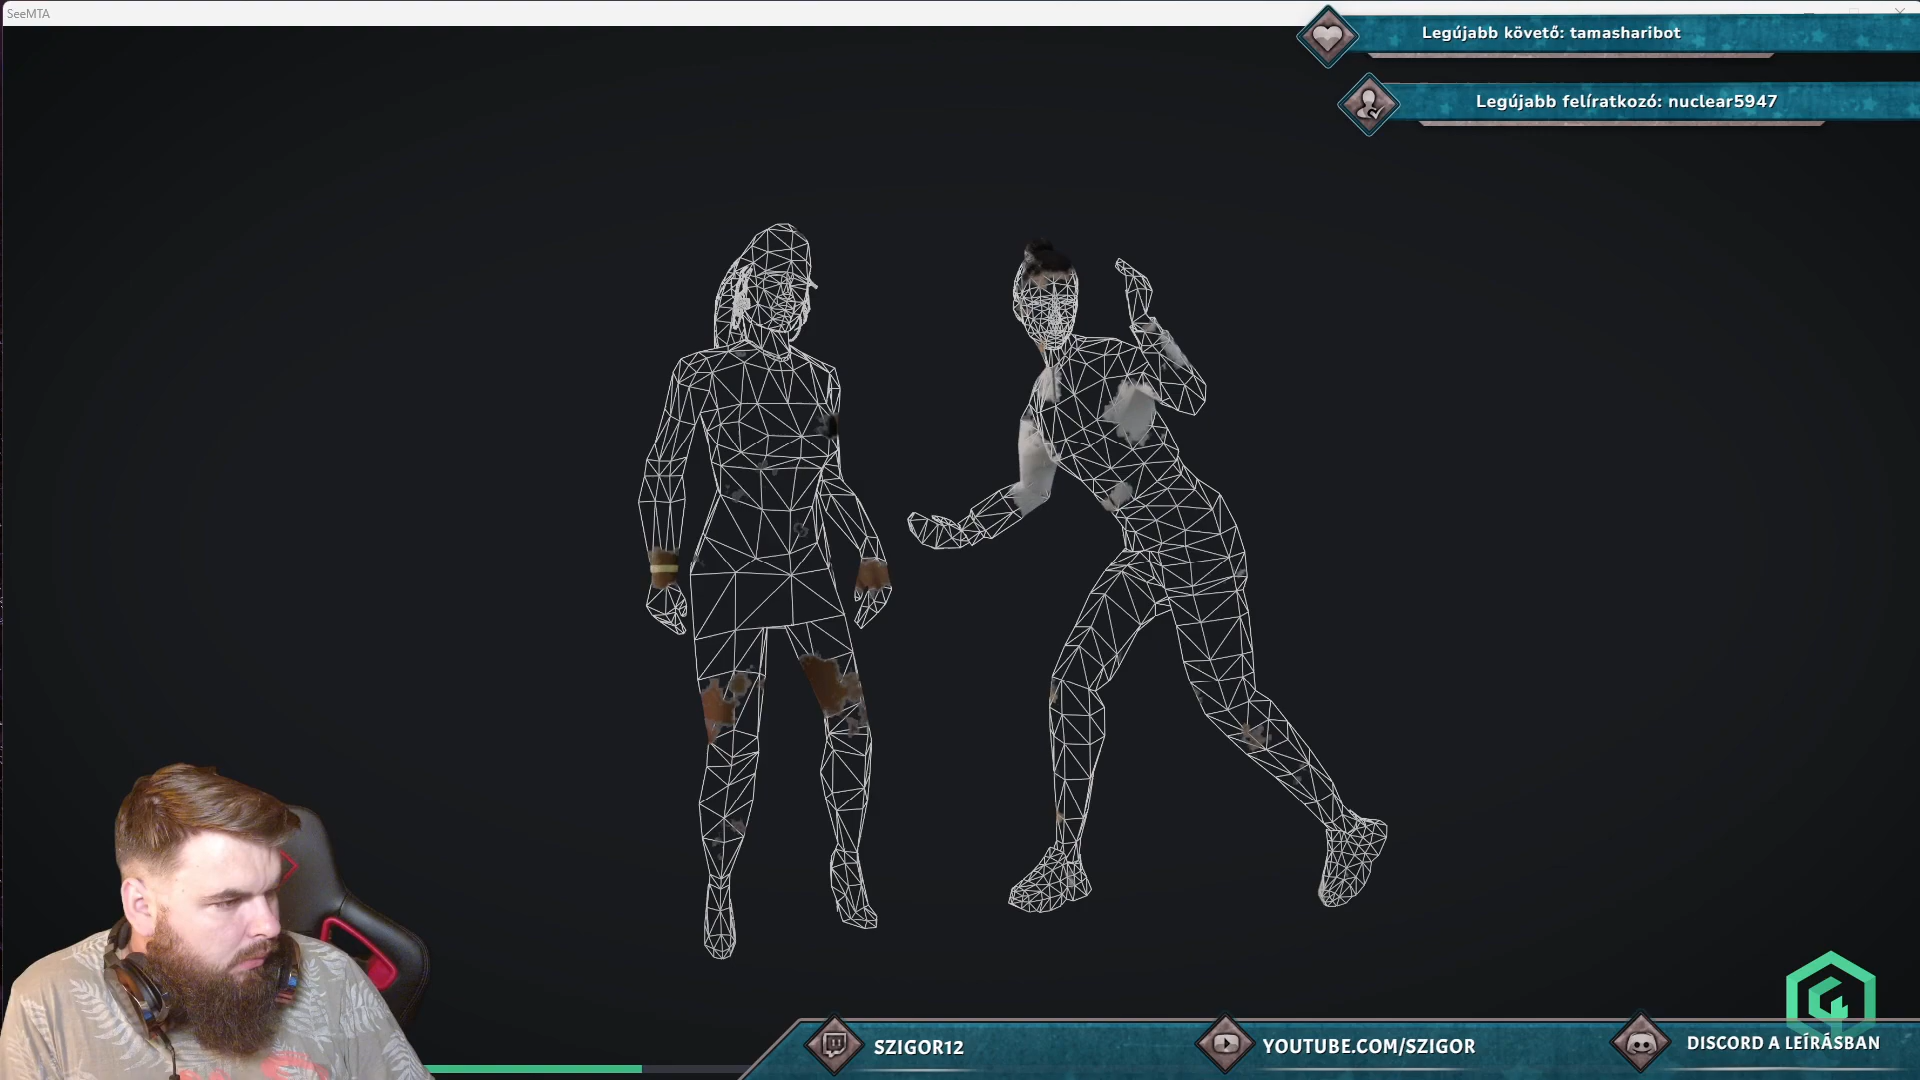 SeeMTA
Legújabb követő: tamasharibot
Legújabb felíratkozó: nuclear5947
SZIGOR12
YOUTUBE.COM/SZIGOR
DISCORD A LEÍRÁSBAN